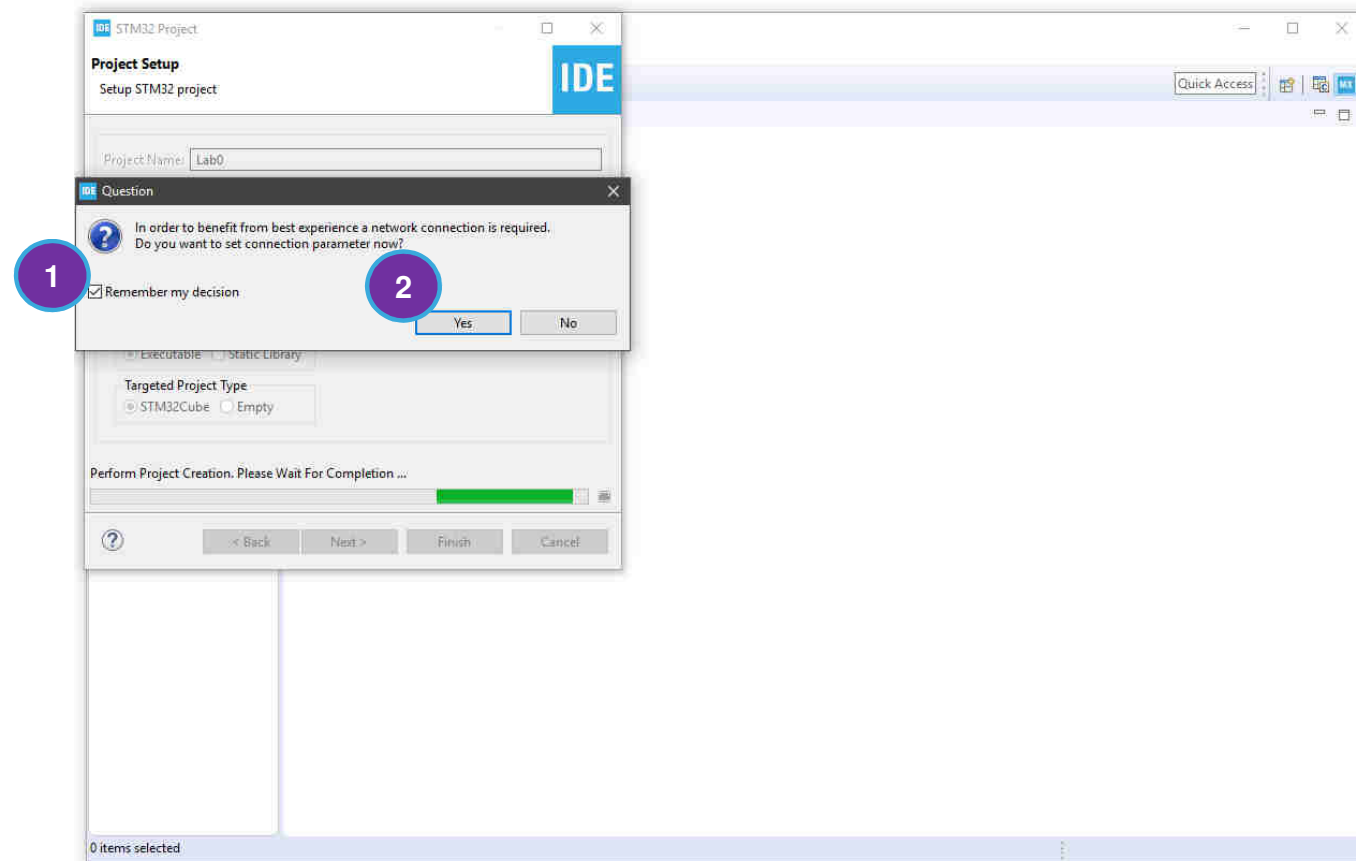 IDE STM32 Project
Project Setup
Setup STM32 project
IDE
Quick Access
MX
Project Name: Lab0
IDE Question
In order to benefit from best experience a network connection is required.
Do you want to set connection parameter now?
1
2
Remember my decision
Yes No
Executable Static Library
Targeted Project Type
STM32Cube Empty
Perform Project Creation. Please Wait For Completion ...
< Back Next > Finish Cancel
0 items selected